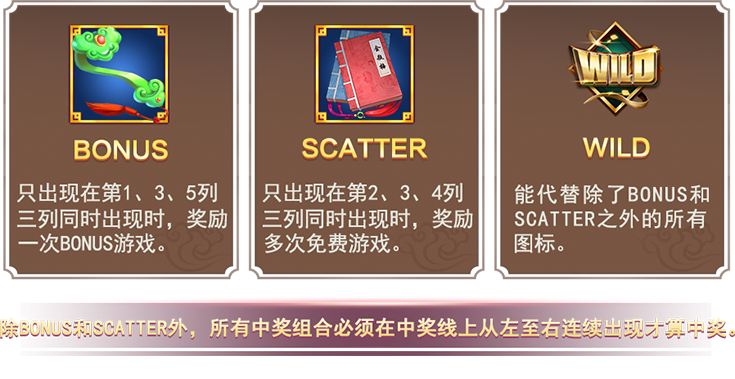 金瓶梅
WILD
BONUS
SCATTER
WILD
只出现在第1、3、5列
三列同时出现时，奖励
一次BONUS游戏。
只出现在第2、3、4列
三列同时出现时，奖励
多次免费游戏。
能代替除了BONUS和
SCATTER之外的所有
图标。
除BONUS和SCATTER外，所有中奖组合必须在中奖线上从左至右连续出现才算中奖。